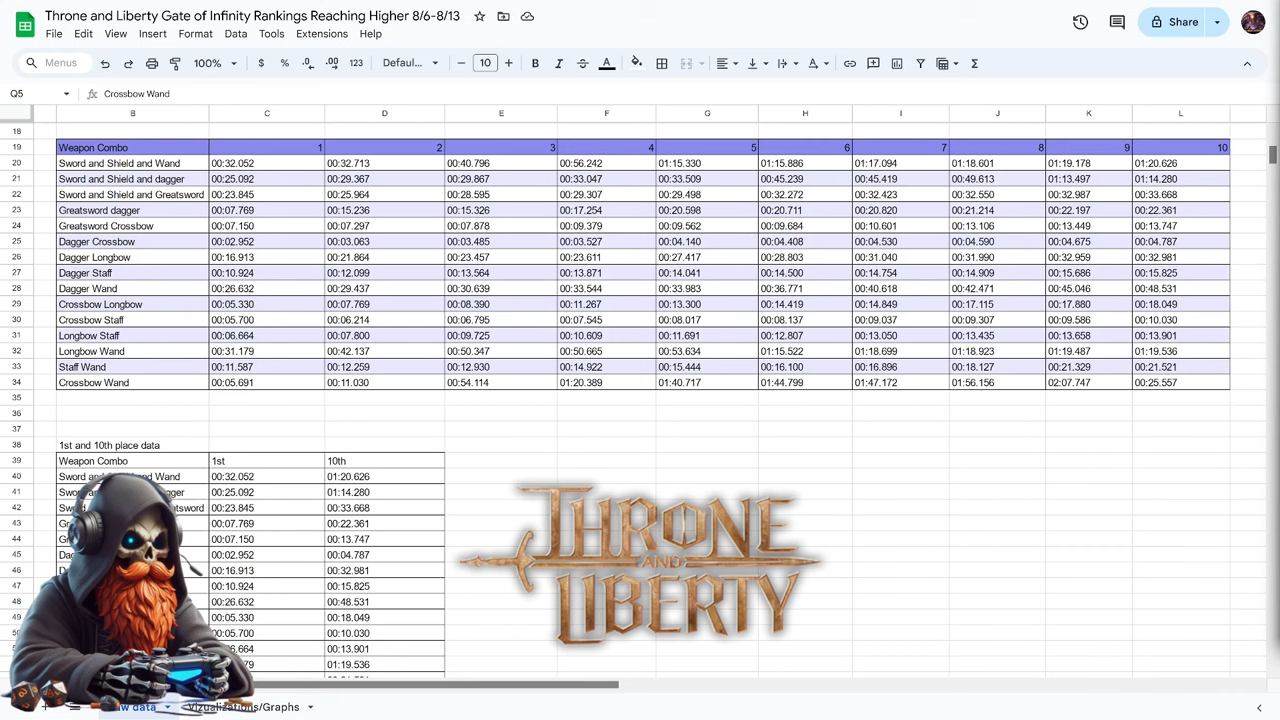 Throne and Liberty Gate of Infinity Rankings Reaching Higher 8/6-8/13
File Edit View Insert Format Data Tools Extensions Help
Share
Menus 100% $ % .0 .00 123 Defaul... − 10 + B I A Σ
Q5 fx Crossbow Wand
B C D E F G H I J K L
18
19 Weapon Combo 1 2 3 4 5 6 7 8 9 10
20 Sword and Shield and Wand 00:32.052 00:32.713 00:40.796 00:56.242 01:15.330 01:15.886 01:17.094 01:18.601 01:19.178 01:20.626
21 Sword and Shield and dagger 00:25.092 00:29.367 00:29.867 00:33.047 00:33.509 00:45.239 00:45.419 00:49.613 01:13.497 01:14.280
22 Sword and Shield and Greatsword 00:23.845 00:25.964 00:28.595 00:29.307 00:29.498 00:32.272 00:32.423 00:32.550 00:32.987 00:33.668
23 Greatsword dagger 00:07.769 00:15.236 00:15.326 00:17.254 00:20.598 00:20.711 00:20.820 00:21.214 00:22.197 00:22.361
24 Greatsword Crossbow 00:07.150 00:07.297 00:07.878 00:09.379 00:09.562 00:09.684 00:10.601 00:13.106 00:13.449 00:13.747
25 Dagger Crossbow 00:02.952 00:03.063 00:03.485 00:03.527 00:04.140 00:04.408 00:04.530 00:04.590 00:04.675 00:04.787
26 Dagger Longbow 00:16.913 00:21.864 00:23.457 00:23.611 00:27.417 00:28.803 00:31.040 00:31.990 00:32.959 00:32.981
27 Dagger Staff 00:10.924 00:12.099 00:13.564 00:13.871 00:14.041 00:14.500 00:14.754 00:14.909 00:15.686 00:15.825
28 Dagger Wand 00:26.632 00:29.437 00:30.639 00:33.544 00:33.983 00:36.771 00:40.618 00:42.471 00:45.046 00:48.531
29 Crossbow Longbow 00:05.330 00:07.769 00:08.390 00:11.267 00:13.300 00:14.419 00:14.849 00:17.115 00:17.880 00:18.049
30 Crossbow Staff 00:05.700 00:06.214 00:06.795 00:07.545 00:08.017 00:08.137 00:09.037 00:09.307 00:09.586 00:10.030
31 Longbow Staff 00:06.664 00:07.800 00:09.725 00:10.609 00:11.691 00:12.807 00:13.050 00:13.435 00:13.658 00:13.901
32 Longbow Wand 00:31.179 00:42.137 00:50.347 00:50.665 00:53.634 01:15.522 01:18.699 01:18.923 01:19.487 01:19.536
33 Staff Wand 00:11.587 00:12.259 00:12.930 00:14.922 00:15.444 00:16.100 00:16.896 00:18.127 00:21.329 00:21.521
34 Crossbow Wand 00:05.691 00:11.030 00:54.114 01:20.389 01:40.717 01:44.799 01:47.172 01:56.156 02:07.747 00:25.557
35
36
37
38 1st and 10th place data
39 Weapon Combo 1st 10th
40 Sword and Wand 00:32.052 01:20.626
41 00:25.092 01:14.280
42 00:23.845 00:33.668
43 00:07.769 00:22.361
44 00:07.150 00:13.747
45 00:02.952 00:04.787
46 00:16.913 00:32.981
47 00:10.924 00:15.825
48 00:26.632 00:48.531
49 00:05.330 00:18.049
00:05.700 00:10.030
00:13.901
01:19.536
THRONE
AND
LIBERTY
data Vizualizations/Graphs